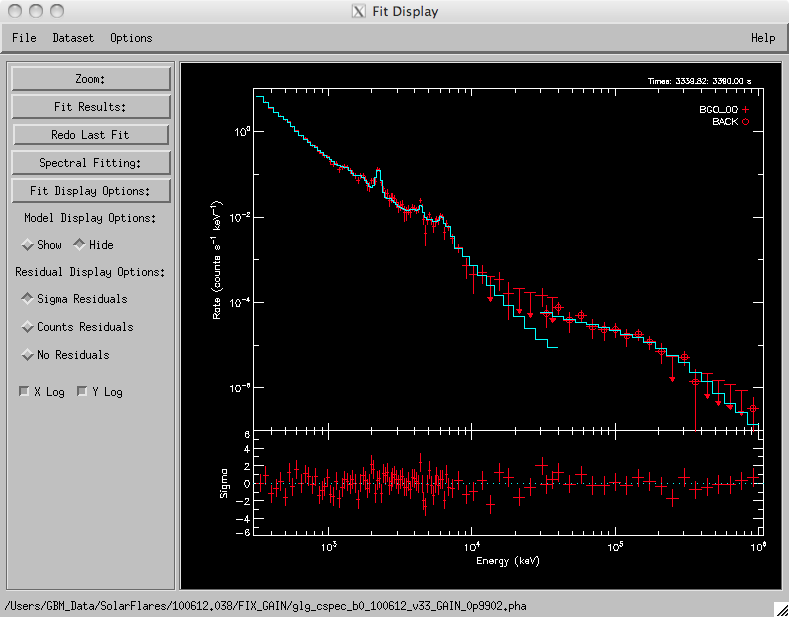 Fit Display
File Dataset Options Help
Zoom:
Fit Results:
Redo Last Fit
Spectral Fitting:
Fit Display Options:
Model Display Options:
Show Hide
Residual Display Options:
Sigma Residuals
Counts Residuals
No Residuals
X Log Y Log
Times: 3339.82: 3390.00 s
BGO_00
BACK
10⁰
10⁻²
10⁻⁴
10⁻⁶
Rate (counts s⁻¹ keV⁻¹)
6
4
2
0
−2
−4
−6
Sigma
10³ 10⁴ 10⁵ 10⁶
Energy (keV)
/Users/GBM_Data/SolarFlares/100612.038/FIX_GAIN/glg_cspec_b0_100612_v33_GAIN_0p9902.pha